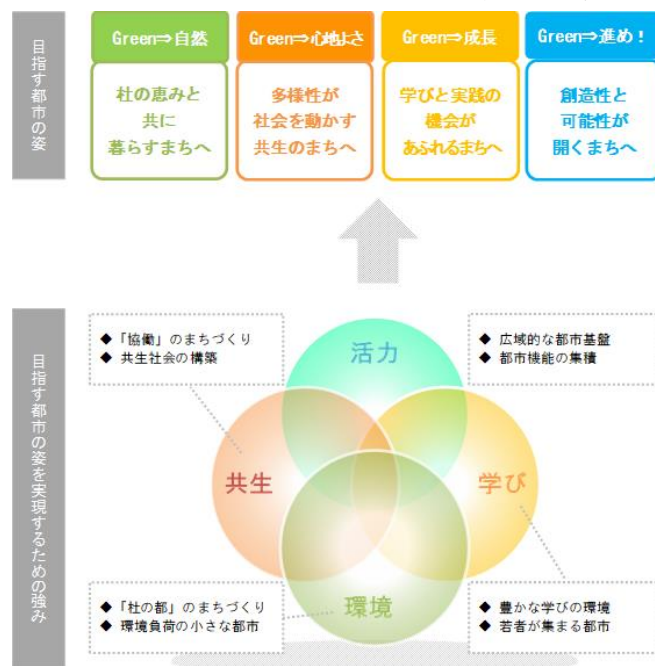 目指す都市の姿
Green⇒自然
杜の恵みと
共に
暮らすまちへ
Green⇒心地よさ
多様性が
社会を動かす
共生のまちへ
Green⇒成長
学びと実践の
機会が
あふれるまちへ
Green⇒進め！
創造性と
可能性が
開くまちへ
目指す都市の姿を実現するための強み
◆「協働」のまちづくり
◆ 共生社会の構築
活力
◆ 広域的な都市基盤
◆ 都市機能の集積
共生
学び
◆「杜の都」のまちづくり
◆ 環境負荷の小さな都市
環境
◆ 豊かな学びの環境
◆ 若者が集まる都市